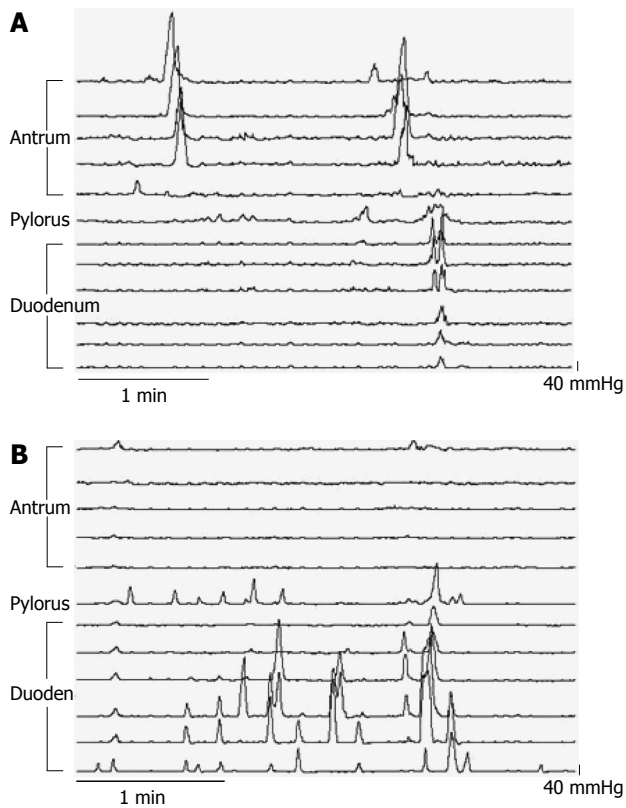 A
Antrum
Pylorus
Duodenum
1 min
40 mmHg
B
Antrum
Pylorus
Duoden
1 min
40 mmHg